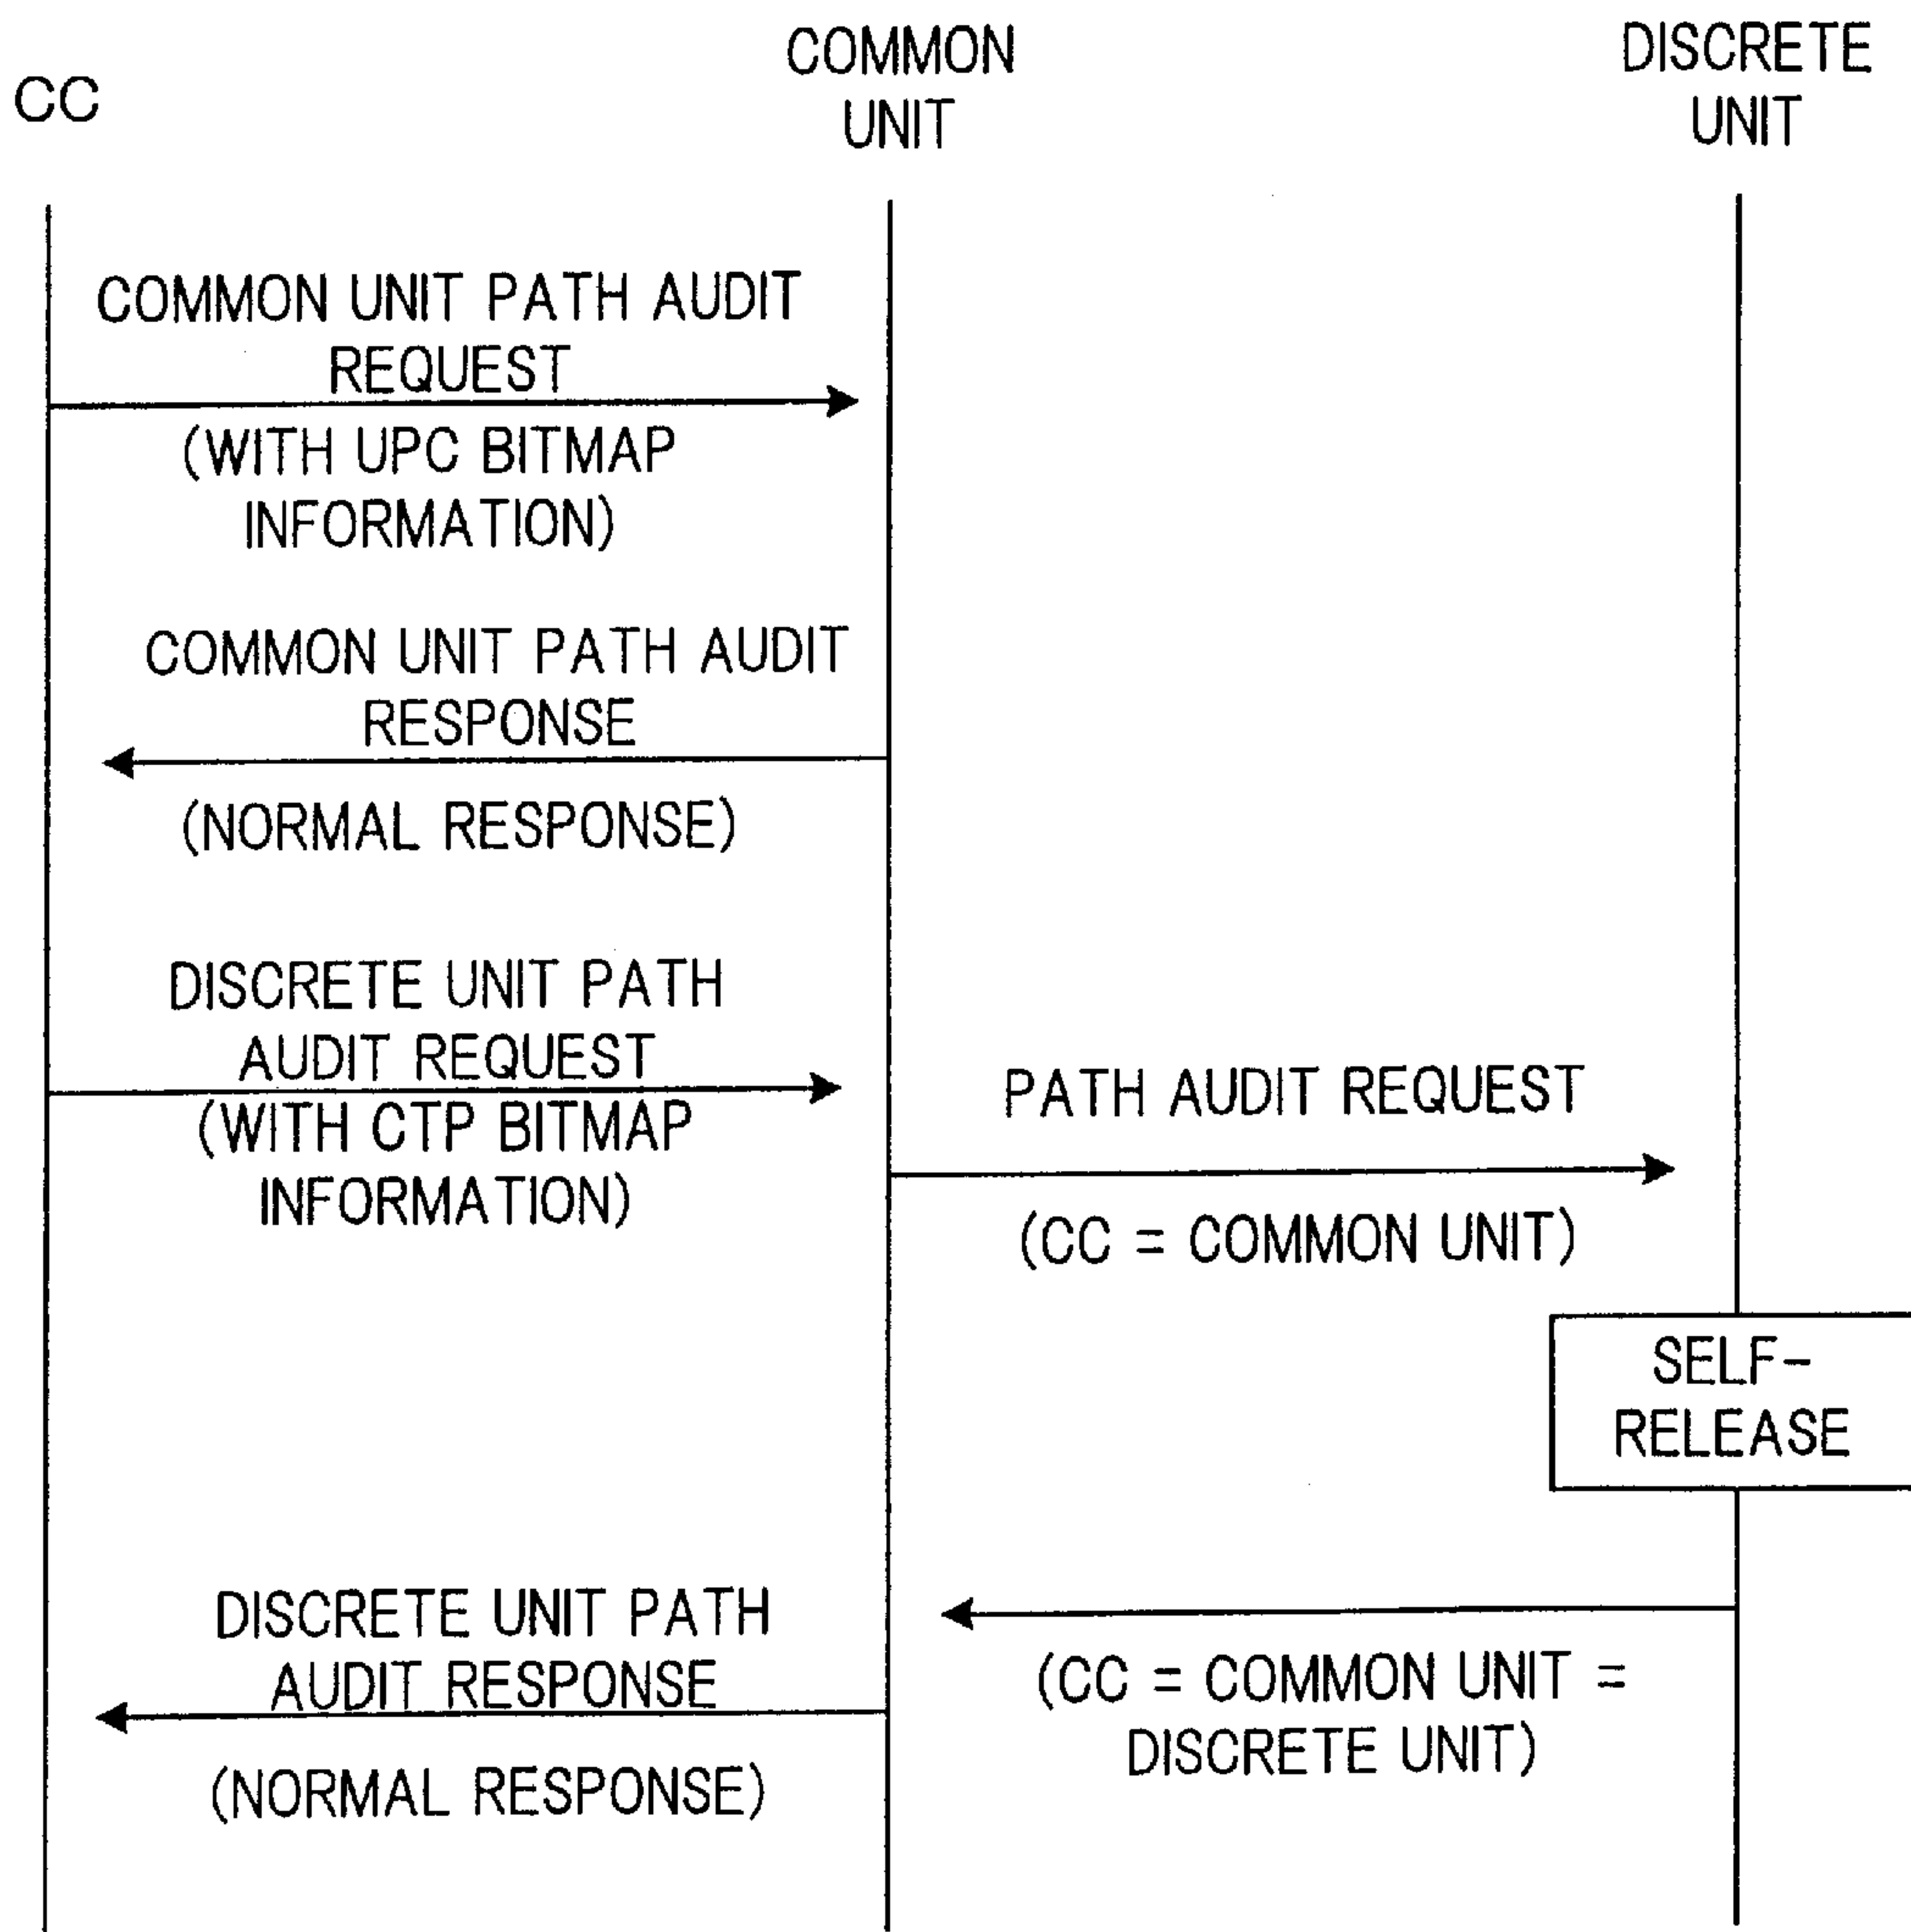 CC
COMMON
UNIT
DISCRETE
UNIT
COMMON UNIT PATH AUDIT
REQUEST
(WITH UPC BITMAP
INFORMATION)
COMMON UNIT PATH AUDIT
RESPONSE
(NORMAL RESPONSE)
DISCRETE UNIT PATH
AUDIT REQUEST
(WITH CTP BITMAP
INFORMATION)
PATH AUDIT REQUEST
(CC = COMMON UNIT)
SELF-
RELEASE
(CC = COMMON UNIT =
DISCRETE UNIT)
DISCRETE UNIT PATH
AUDIT RESPONSE
(NORMAL RESPONSE)